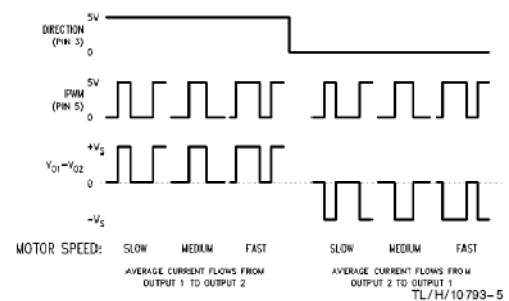 DIRECTION
(PIN 3)
5V
0
PWM
(PIN 5)
5V
0
V01-V02
+VS
0
-VS
MOTOR SPEED: SLOW MEDIUM FAST SLOW MEDIUM FAST
AVERAGE CURRENT FLOWS FROM
OUTPUT 1 TO OUTPUT 2
AVERAGE CURRENT FLOWS FROM
OUTPUT 2 TO OUTPUT 1
TL/H/10793-5